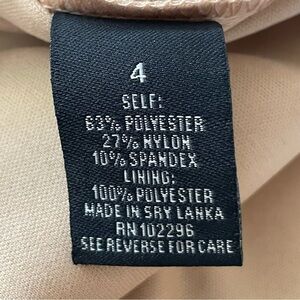 4
SELF:
63% POLYESTER
27% NYLON
10% SPANDEX
LINING:
100% POLYESTER
MADE IN SRY LANKA
RN 102296
SEE REVERSE FOR CARE